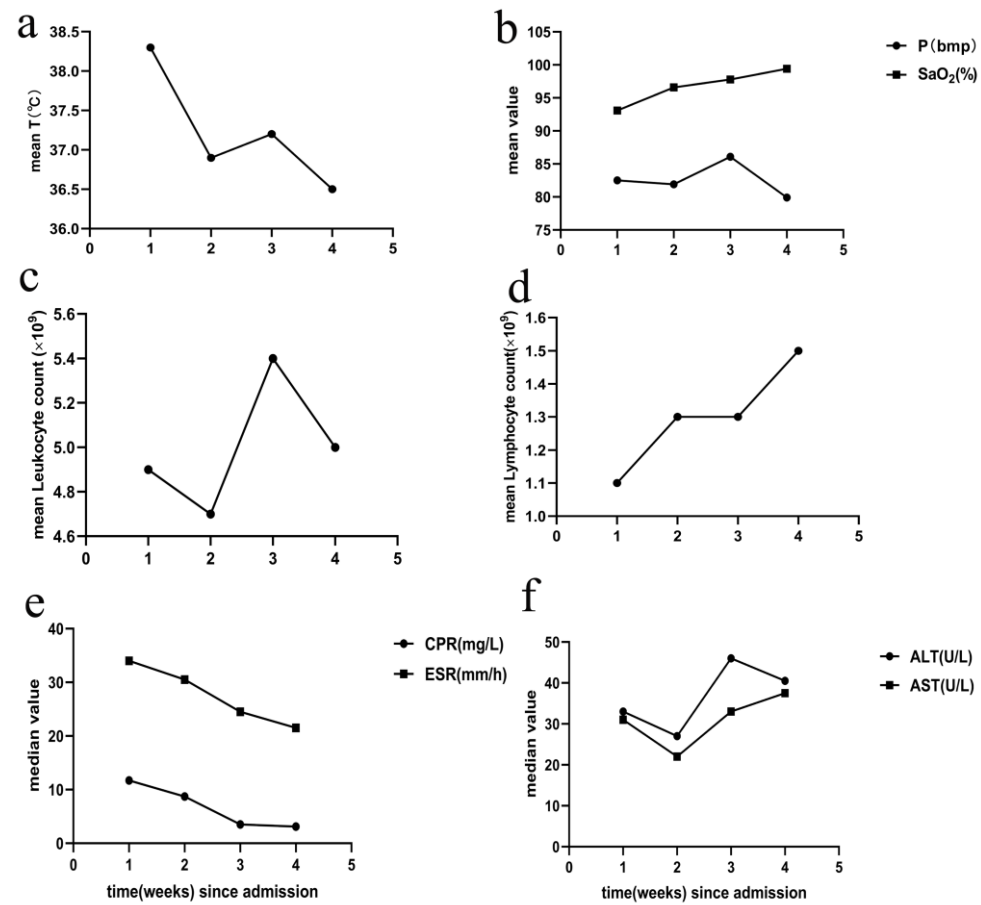 a
mean T(℃)
38.5
38.0
37.5
37.0
36.5
36.0
0 1 2 3 4 5
b
mean value
105
100
95
90
85
80
75
0 1 2 3 4 5
P(bmp)
SaO₂(%)
c
mean Leukocyte count (×10⁹)
5.6
5.4
5.2
5.0
4.8
4.6
0 1 2 3 4 5
d
mean Lymphocyte count(×10⁹)
1.6
1.5
1.4
1.3
1.2
1.1
1.0
0 1 2 3 4 5
e
median value
40
30
20
10
0
0 1 2 3 4 5
time(weeks) since admission
CPR(mg/L)
ESR(mm/h)
f
median value
50
40
30
20
10
0
0 1 2 3 4 5
time(weeks) since admission
ALT(U/L)
AST(U/L)